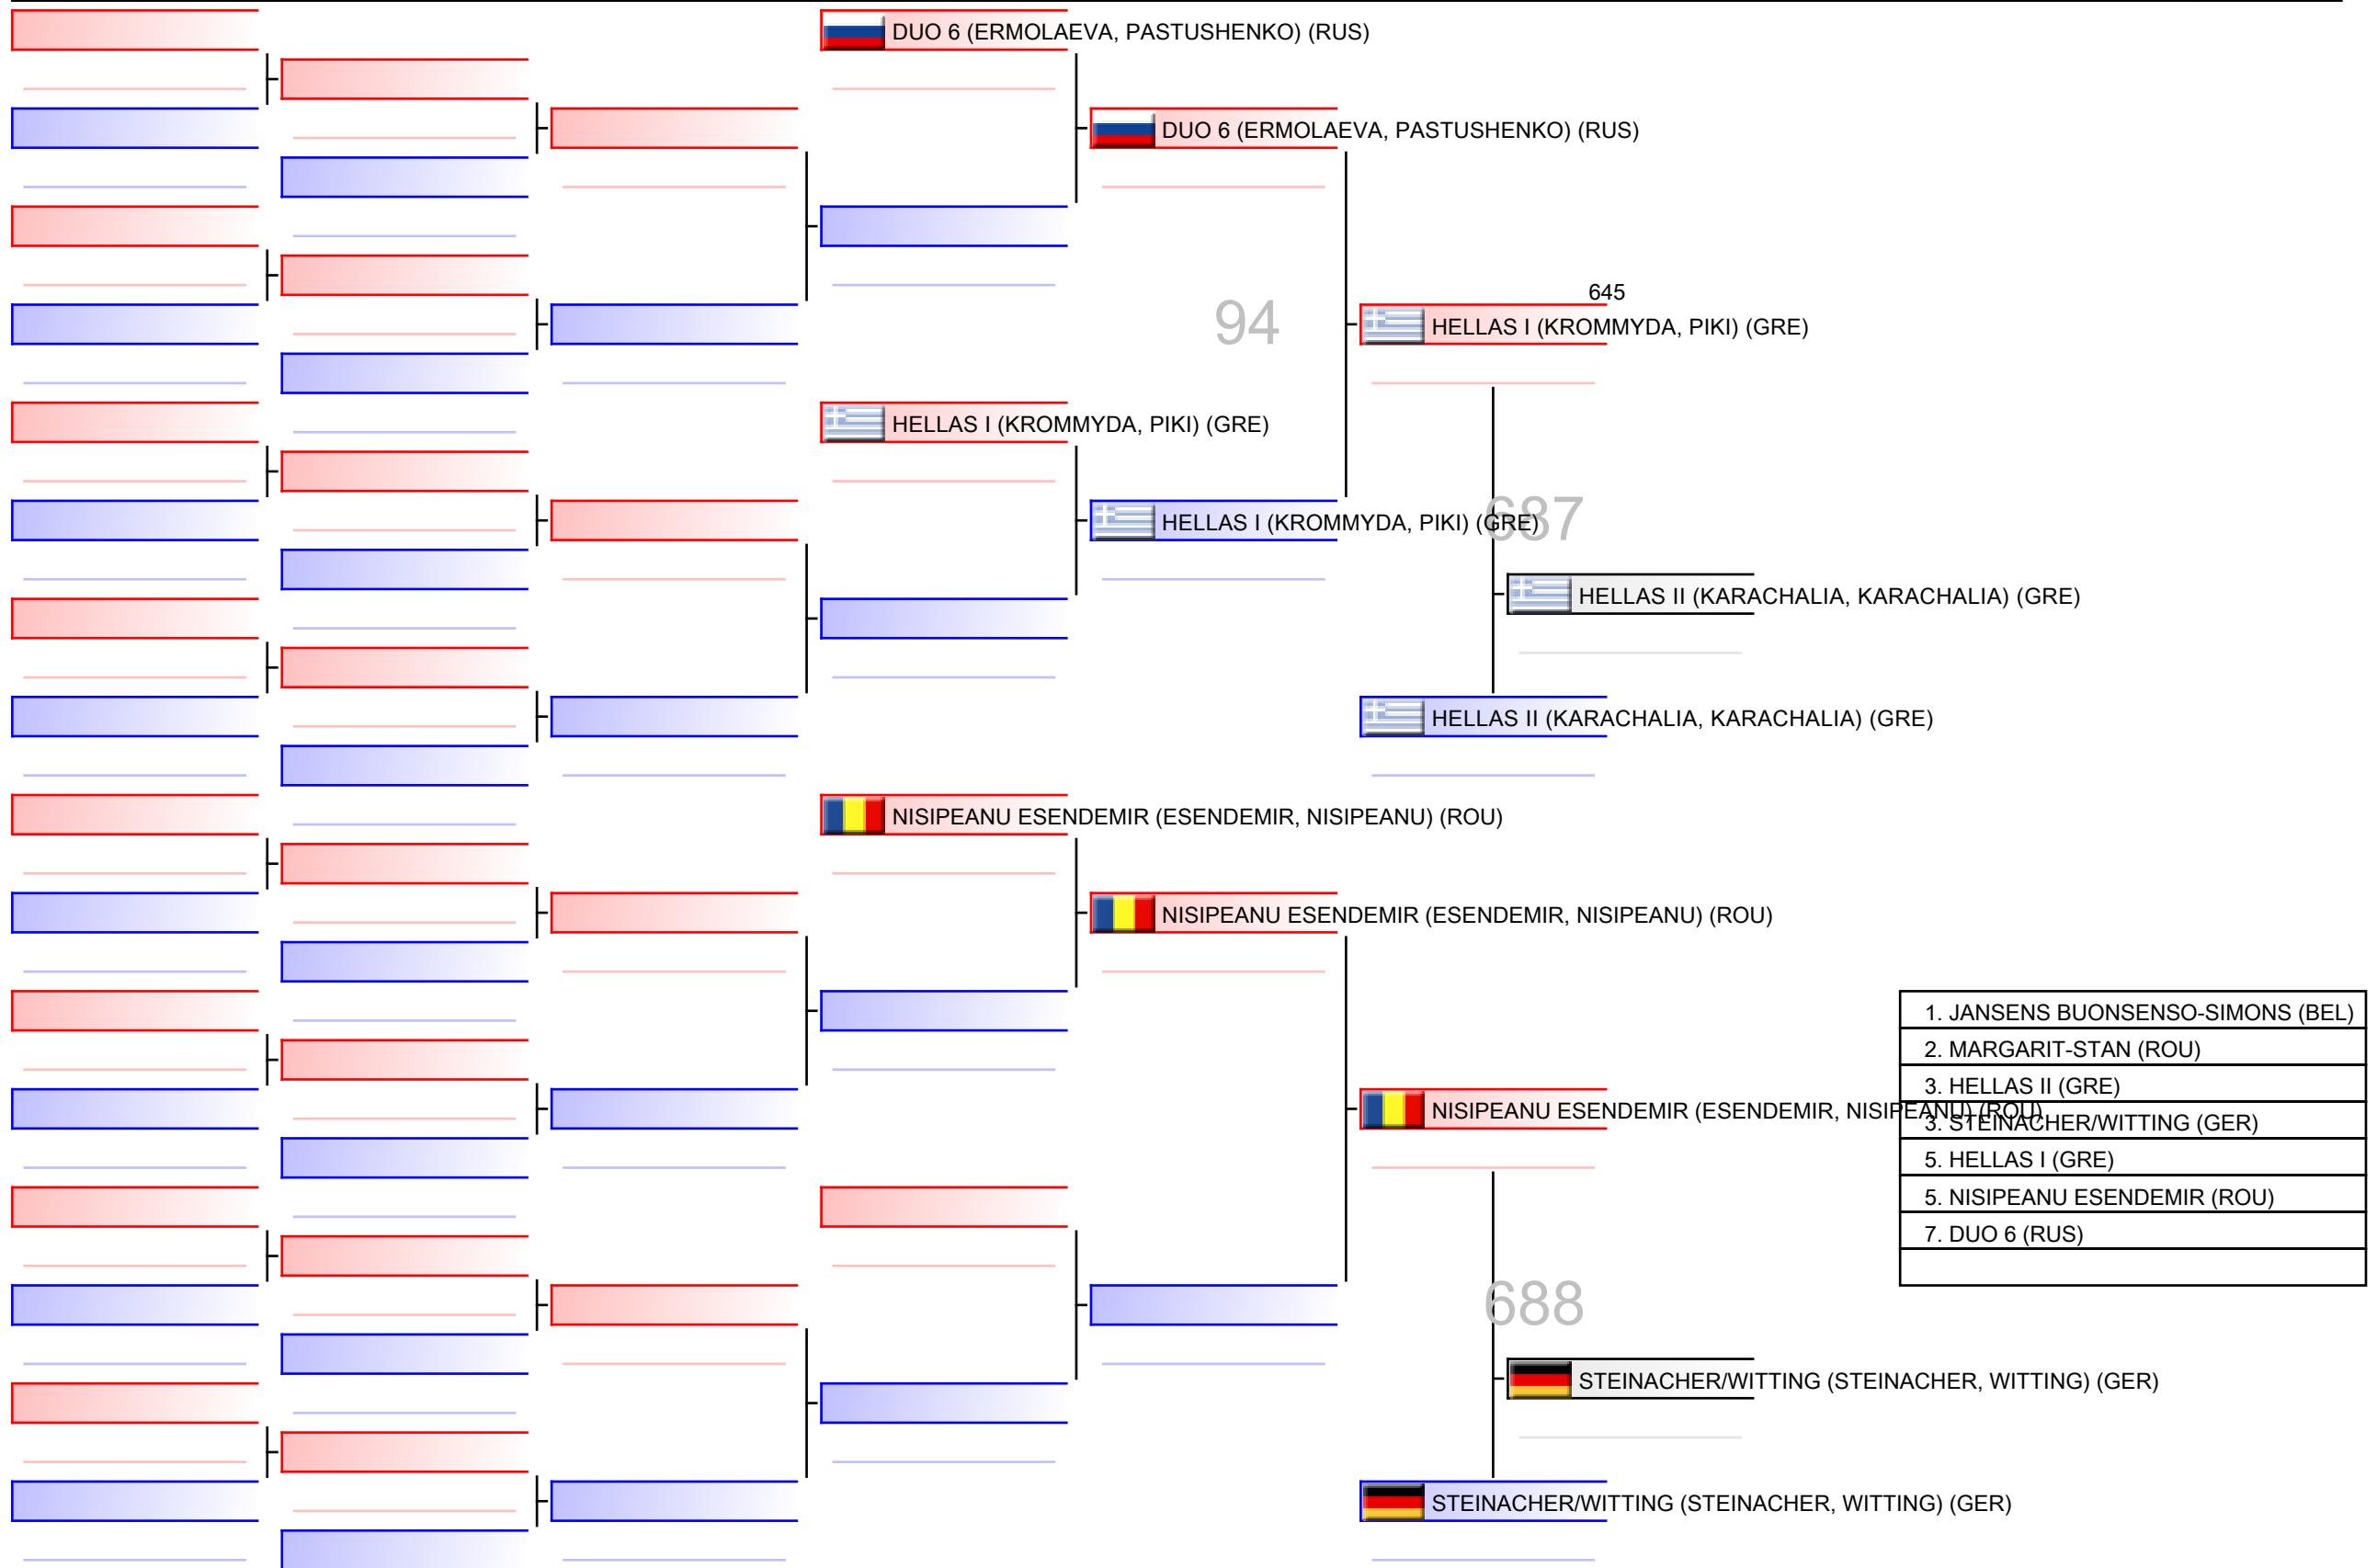 DUO 6 (ERMOLAEVA, PASTUSHENKO) (RUS)
DUO 6 (ERMOLAEVA, PASTUSHENKO) (RUS)
645
94
HELLAS I (KROMMYDA, PIKI) (GRE)
HELLAS I (KROMMYDA, PIKI) (GRE)
687
HELLAS I (KROMMYDA, PIKI) (GRE)
HELLAS II (KARACHALIA, KARACHALIA) (GRE)
HELLAS II (KARACHALIA, KARACHALIA) (GRE)
NISIPEANU ESENDEMIR (ESENDEMIR, NISIPEANU) (ROU)
NISIPEANU ESENDEMIR (ESENDEMIR, NISIPEANU) (ROU)
NISIPEANU ESENDEMIR (ESENDEMIR, NISIPEANU) (ROU)
1. JANSENS BUONSENSO-SIMONS (BEL)
2. MARGARIT-STAN (ROU)
3. HELLAS II (GRE)
3. STEINACHER/WITTING (GER)
5. HELLAS I (GRE)
5. NISIPEANU ESENDEMIR (ROU)
7. DUO 6 (RUS)
688
STEINACHER/WITTING (STEINACHER, WITTING) (GER)
STEINACHER/WITTING (STEINACHER, WITTING) (GER)